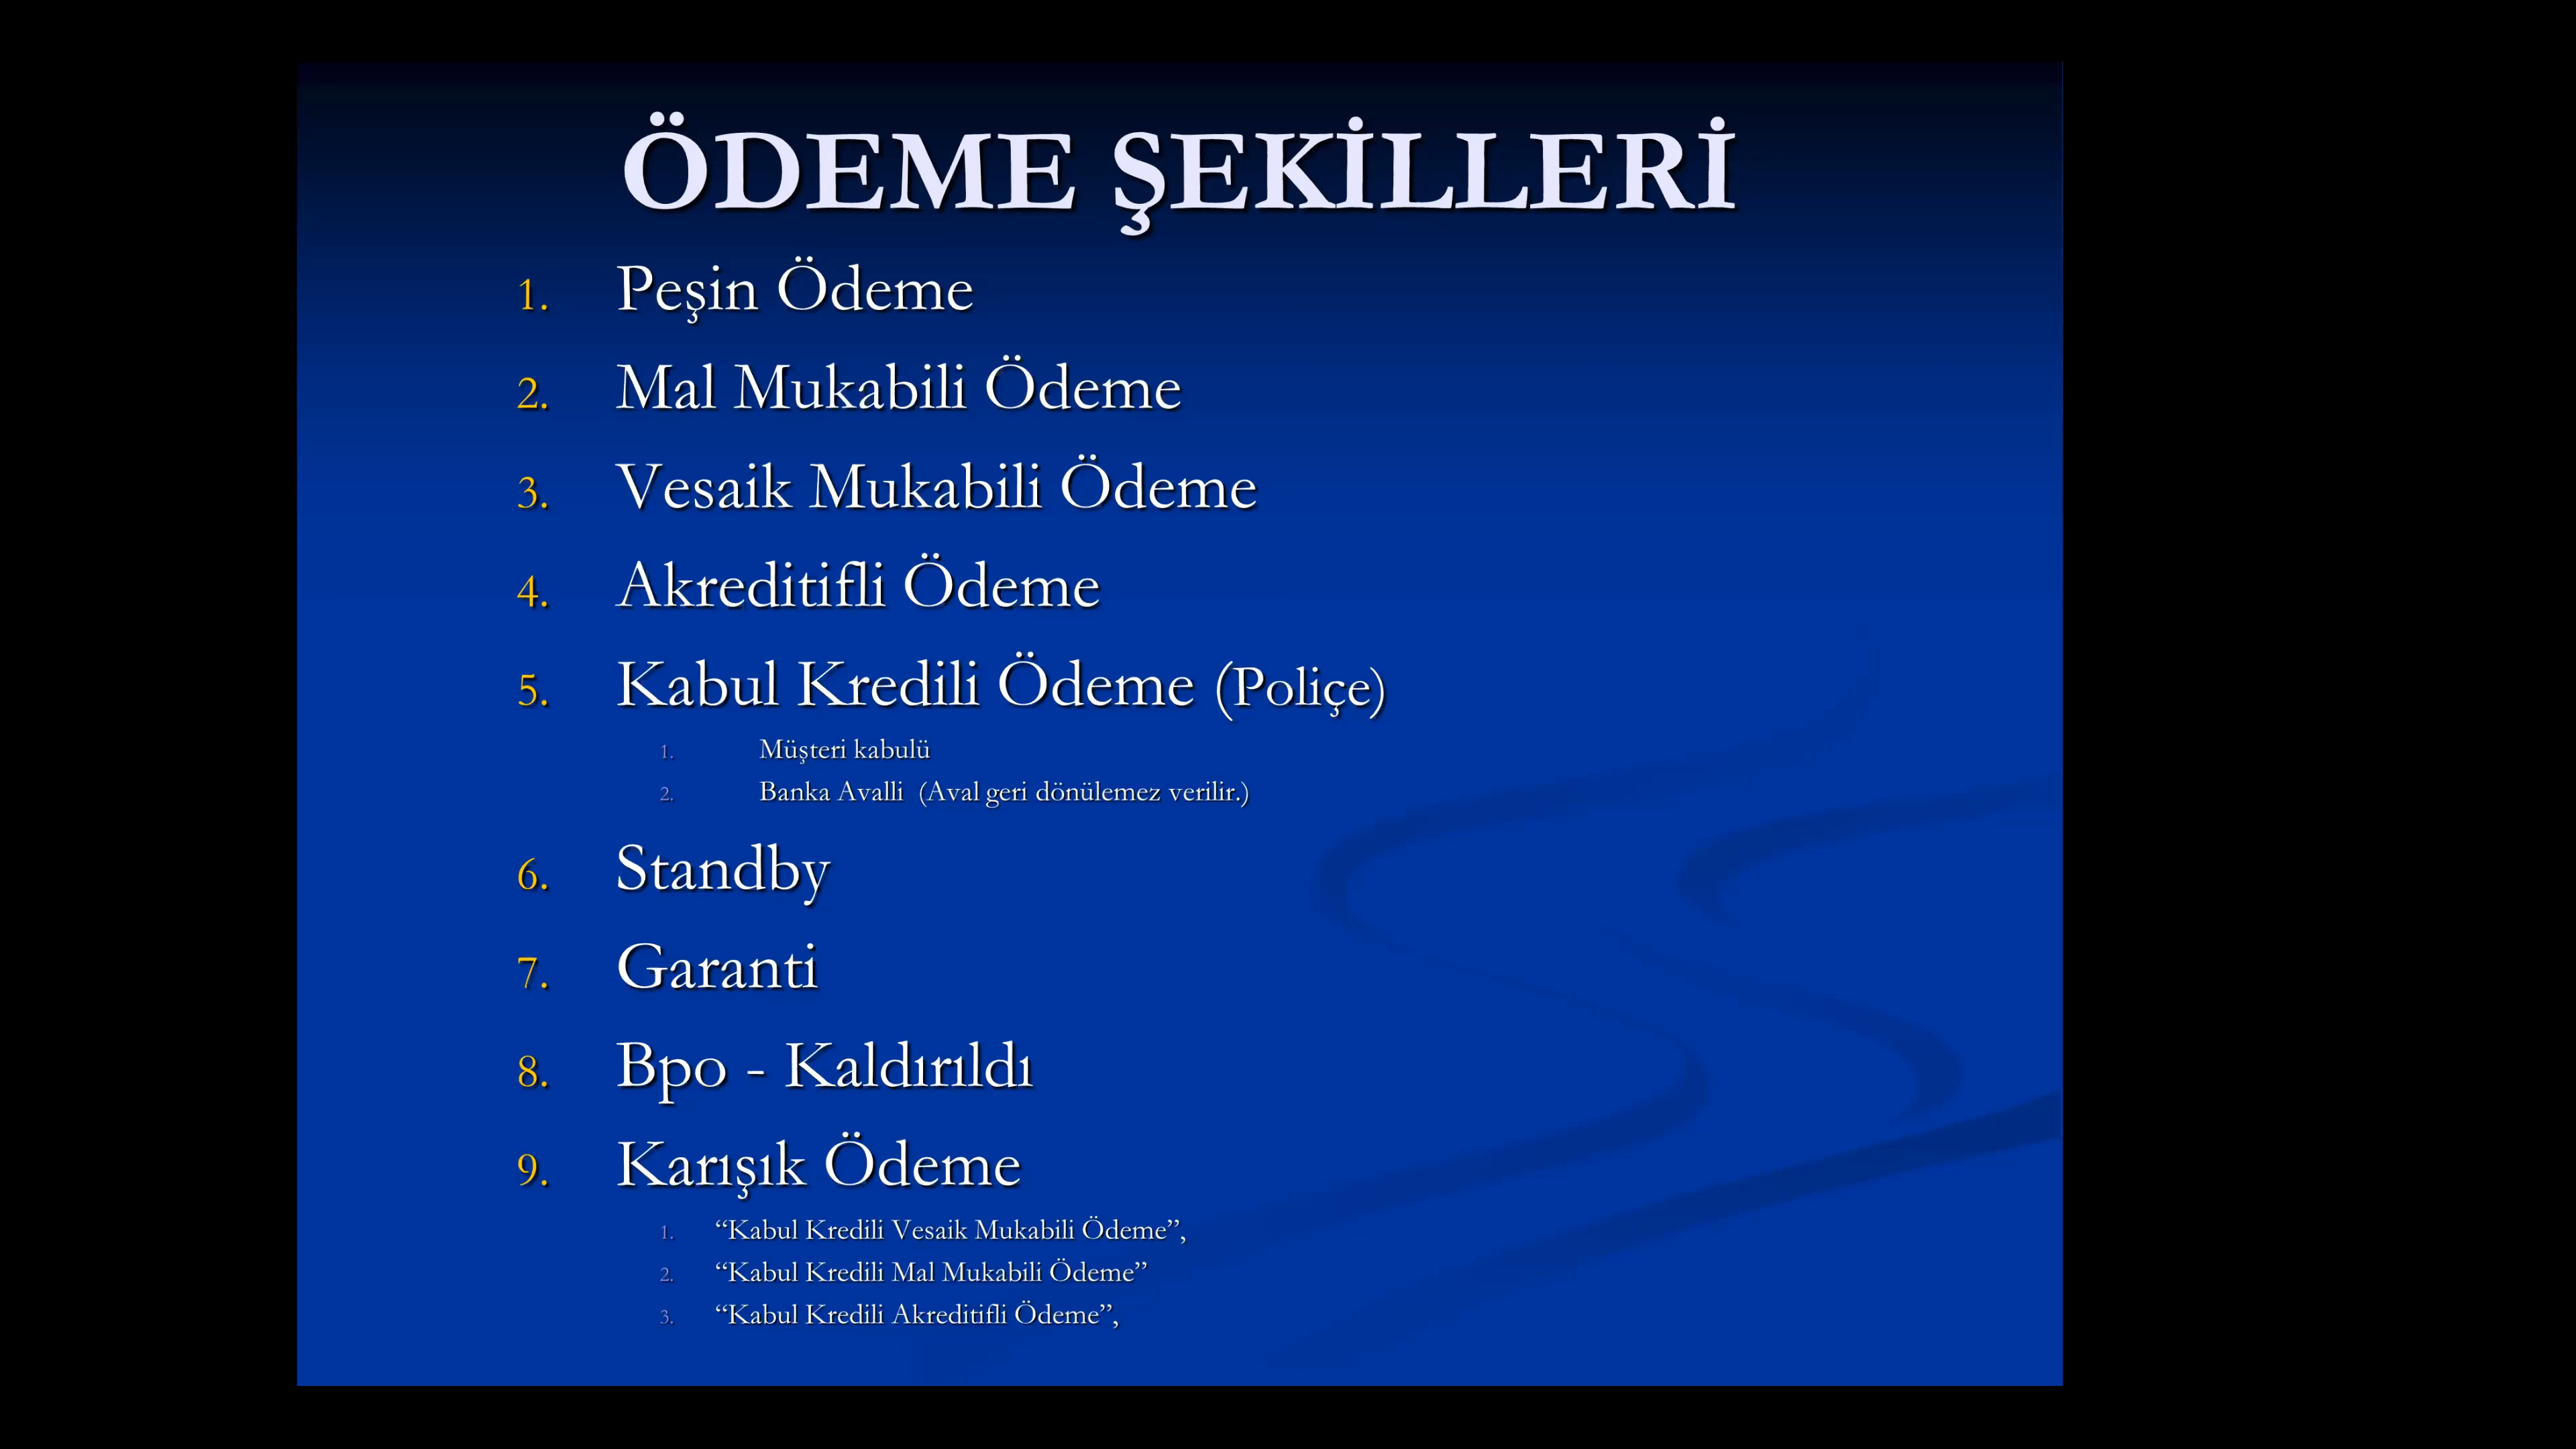 ÖDEME ŞEKİLLERİ
1. Peşin Ödeme
2. Mal Mukabili Ödeme
3. Vesaik Mukabili Ödeme
4. Akreditifli Ödeme
5. Kabul Kredili Ödeme (Poliçe)
1. Müşteri kabulü
2. Banka Avalli (Aval geri dönülemez verilir.)
6. Standby
7. Garanti
8. Bpo - Kaldırıldı
9. Karışık Ödeme
1. “Kabul Kredili Vesaik Mukabili Ödeme”,
2. “Kabul Kredili Mal Mukabili Ödeme”
3. “Kabul Kredili Akreditifli Ödeme”,